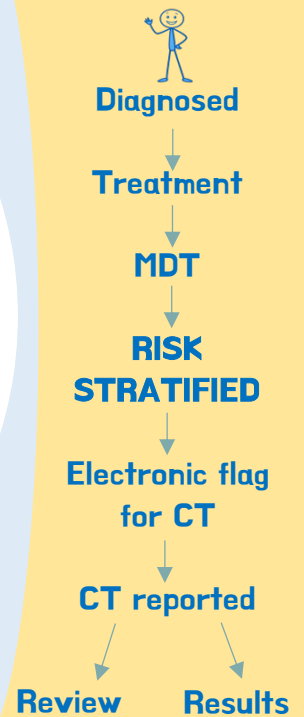 Diagnosed
Treatment
MDT
RISK
STRATIFIED
Electronic flag
for CT
CT reported
Review Results